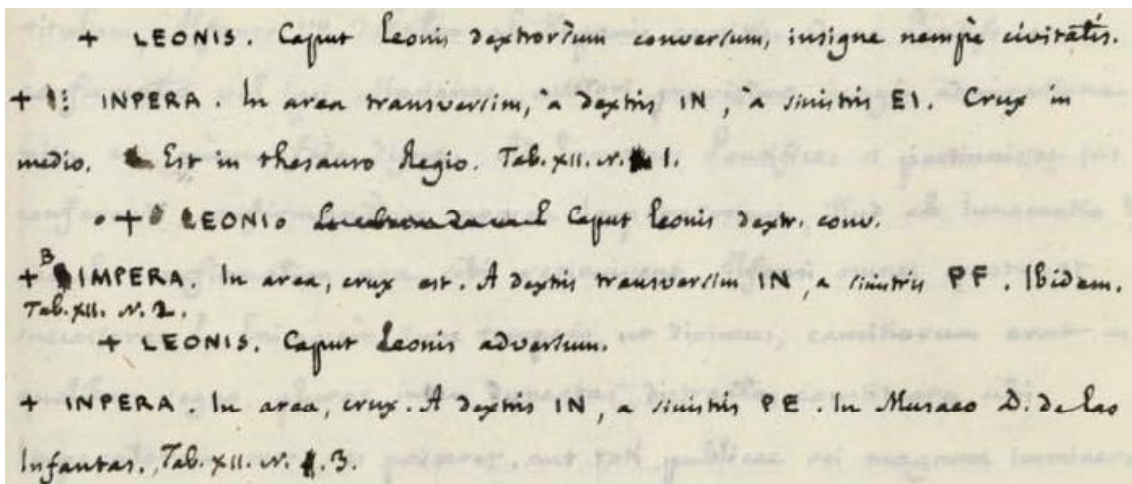 + LEONIS. Caput Leonis dextrorsum conversum, insigne nempè civitatis.
+ INPERA. In area transversim, à dextris IN, à sinistris EI. Crux in
medio. Est in thesauro Regio. Tab. XII. N. 1.
+ LEONIO Caput Leonis dextr. conv.
+ B IMPERA. In area, crux est. A dextris transversim IN, a sinistris PF. Ibidem.
Tab. XII. N. 2.
+ LEONIS. Caput Leonis adversum.
+ INPERA. In area, crux. A dextris IN, a sinistris PE. In Musaeo D. de las
Infantas, Tab. XII. N. 3.